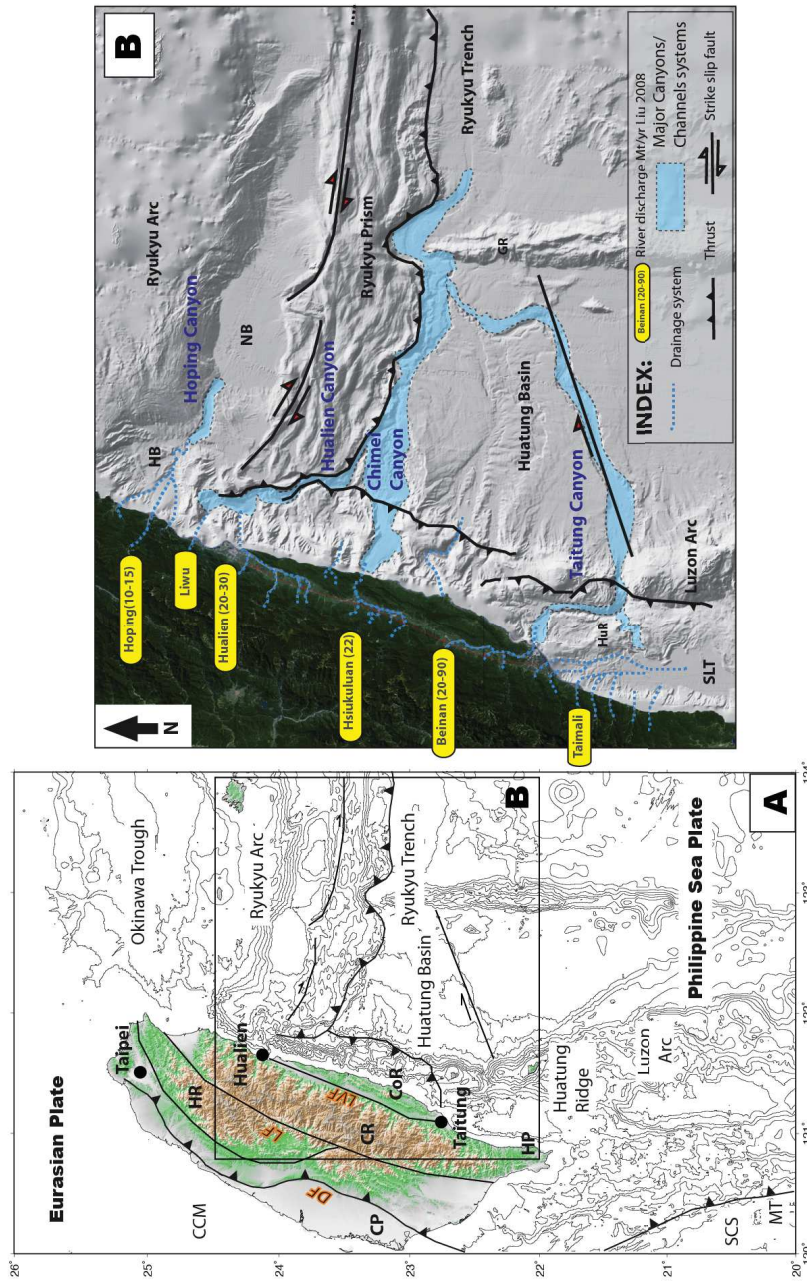 B
Ryukyu Arc
Hoping Canyon
HB
NB
Hoping(10-15)
Liwu
Hualien (20-30)
Hualien Canyon
Ryukyu Prism
Ryukyu Trench
Chimei
Canyon
Hsiukuluan (22)
Beinan (20-90)
Huatung Basin
GR
Taitung Canyon
Luzon Arc
HuR
SLT
Taimali
N
INDEX:
Beinan (20-90)
River discharge Mt/yr Liu 2008
Drainage system
Major Canyons/
Channels systems
Thrust
Strike slip fault
A
Eurasian Plate
Okinawa Trough
Taipei
CCM
HR
Hualien
Ryukyu Arc
LF
LVF
DF
CR
CP
CoR
Taitung
HP
B
Ryukyu Trench
Huatung Basin
Huatung
Ridge
Luzon
Arc
Philippine Sea Plate
SCS
MT
26°
25°
24°
23°
22°
21°
20°
120°
121°
122°
123°
124°